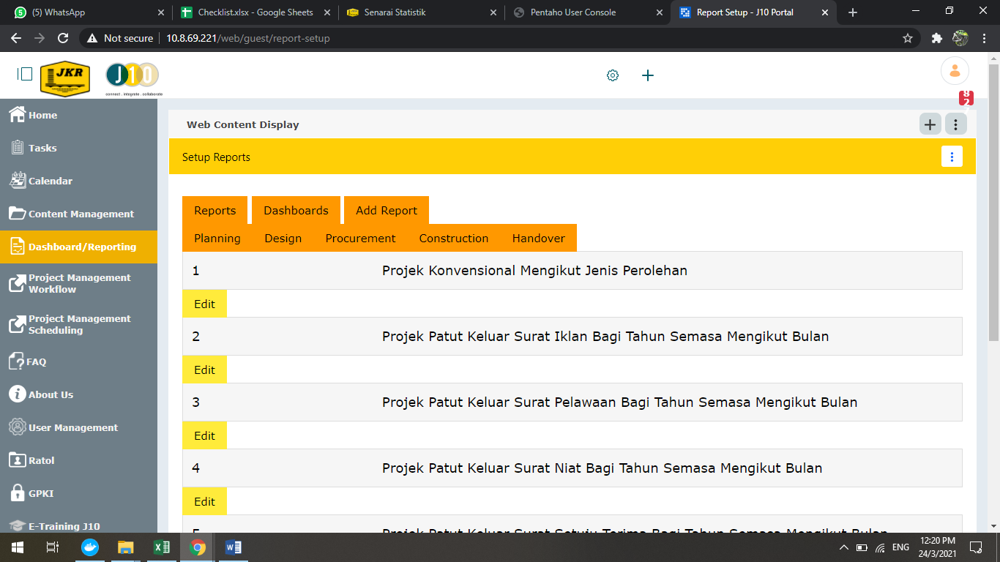 (5) WhatsApp
Checklist.xlsx - Google Sheets
Senarai Statistik
Pentaho User Console
Report Setup - J10 Portal
Not secure
10.8.69.221/web/guest/report-setup
JKR
J10
connect . integrate . collaborate
Home
Tasks
Calendar
Content Management
Dashboard/Reporting
Project Management
Workflow
Project Management
Scheduling
FAQ
About Us
User Management
Ratol
GPKI
E-Training J10
Web Content Display
Setup Reports
Reports
Dashboards
Add Report
Planning
Design
Procurement
Construction
Handover
1 Projek Konvensional Mengikut Jenis Perolehan
Edit
2 Projek Patut Keluar Surat Iklan Bagi Tahun Semasa Mengikut Bulan
Edit
3 Projek Patut Keluar Surat Pelawaan Bagi Tahun Semasa Mengikut Bulan
Edit
4 Projek Patut Keluar Surat Niat Bagi Tahun Semasa Mengikut Bulan
Edit
5 Projek Patut Keluar Surat Setuju Terima Bagi Tahun Semasa Mengikut Bulan
ENG
12:20 PM
24/3/2021